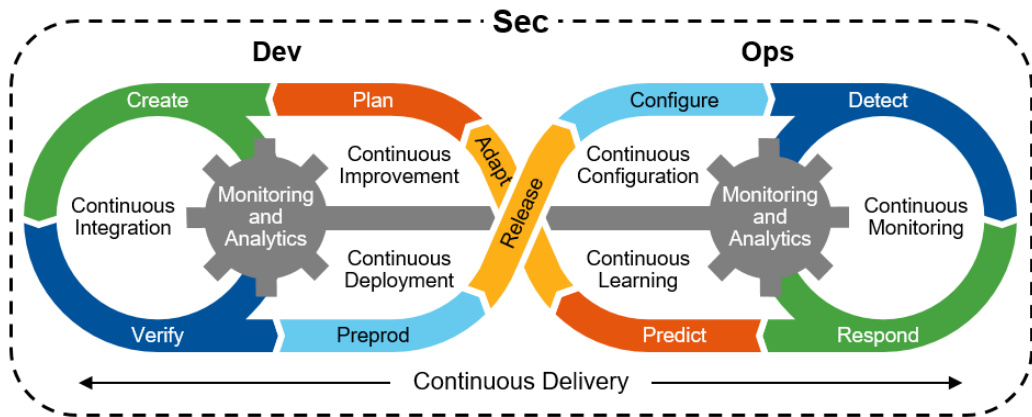 Sec
Dev
Ops
Create
Plan
Adapt
Release
Configure
Detect
Continuous
Integration
Monitoring
and
Analytics
Continuous
Improvement
Continuous
Deployment
Continuous
Configuration
Continuous
Learning
Monitoring
and
Analytics
Continuous
Monitoring
Verify
Preprod
Predict
Respond
Continuous Delivery